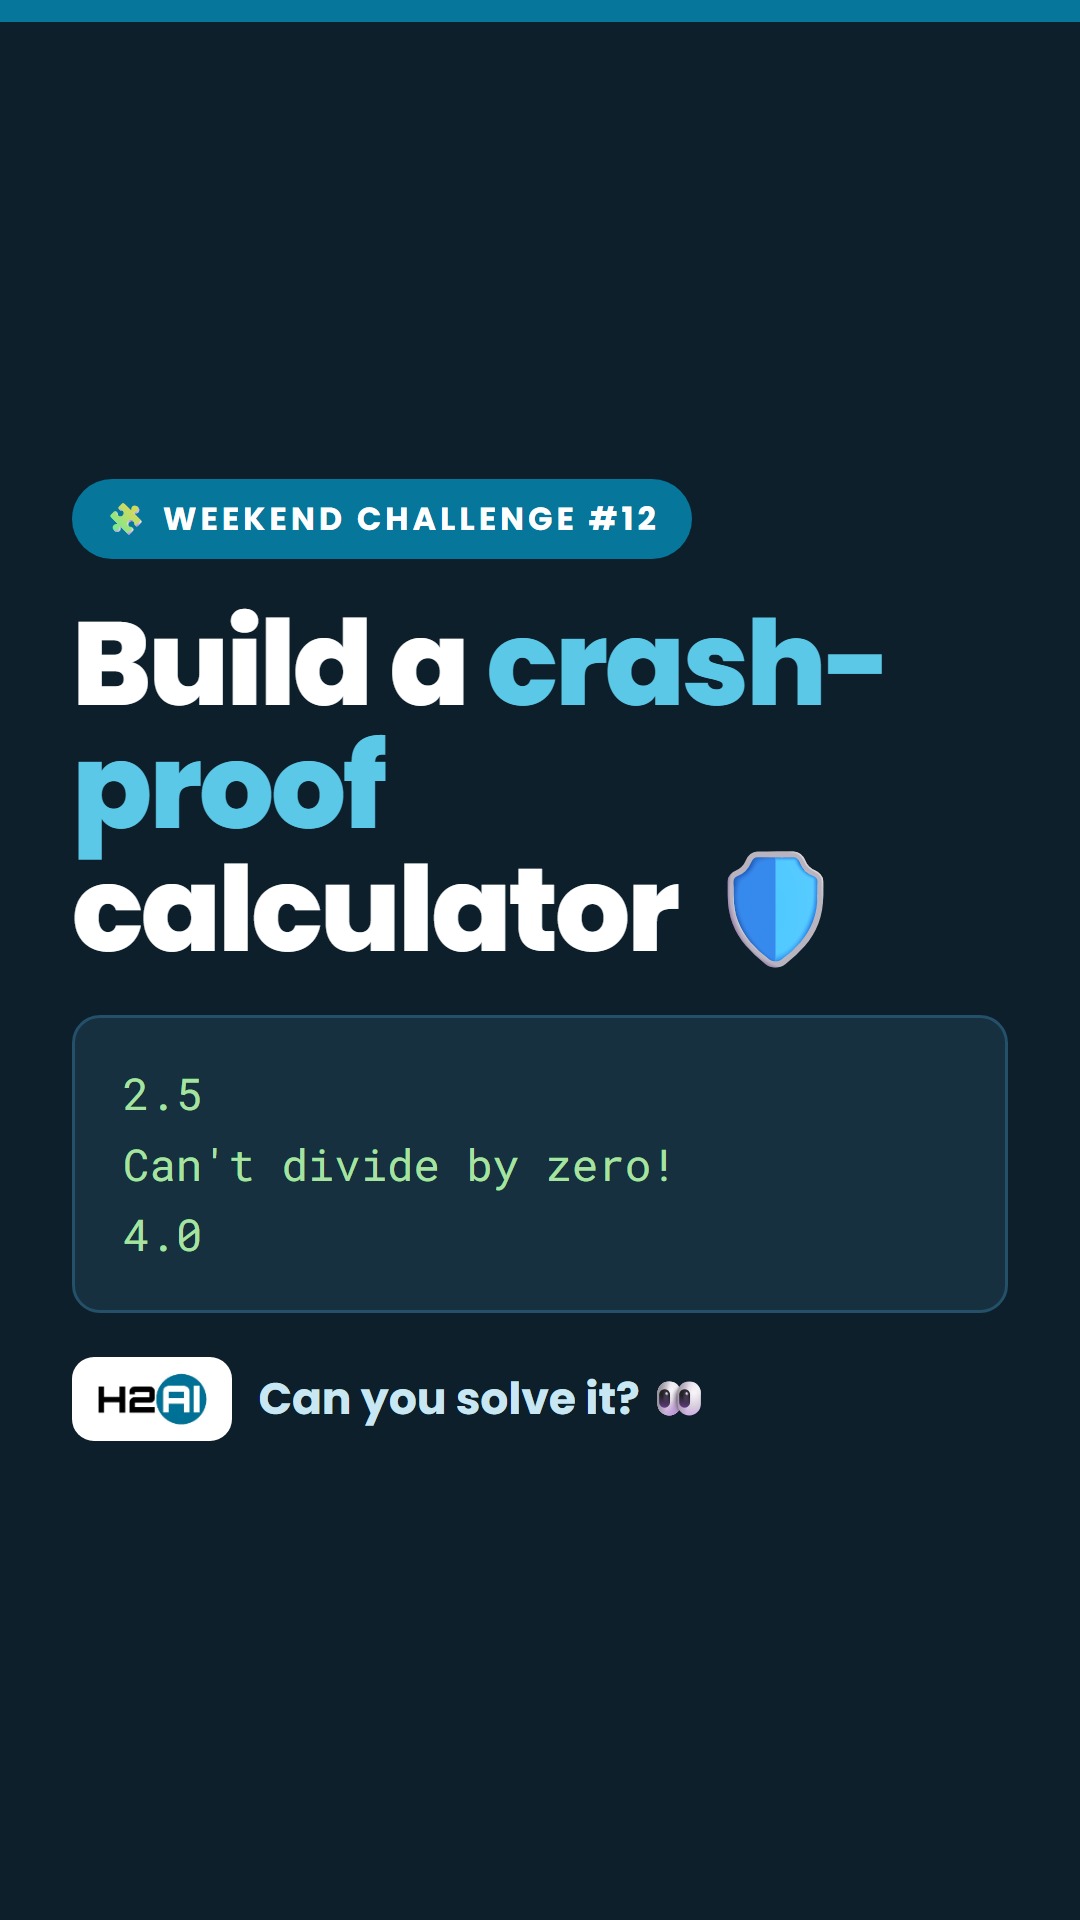 🧩 WEEKEND CHALLENGE #12
Build a crash-
proof
calculator 🛡️
2.5
Can't divide by zero!
4.0
H2AI Can you solve it? 👀